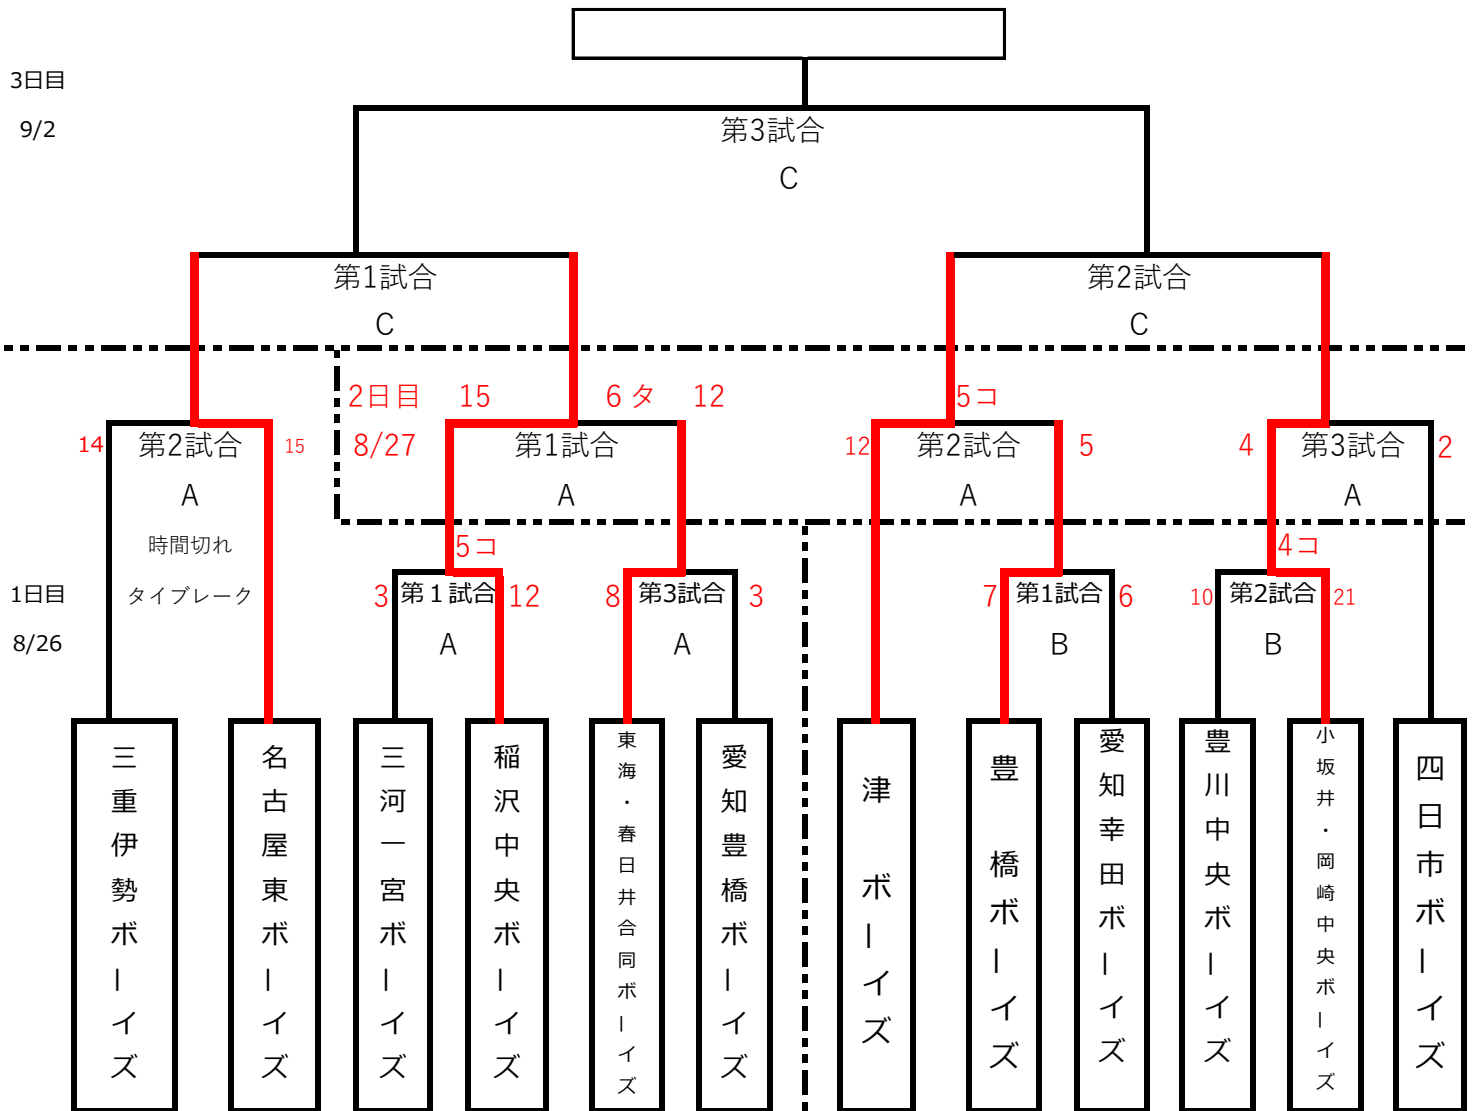 3日目
9/2
第3試合
C
第1試合
C
第2試合
C
2日目
8/27
15
6タ
12
5コ
14
第2試合
15
A
時間切れ
タイブレーク
第1試合
A
12
第2試合
5
A
4
第3試合
2
A
1日目
8/26
5コ
3
第１試合
12
A
8
第3試合
3
A
7
第1試合
6
B
4コ
10
第2試合
21
B
三重伊勢ボーイズ
名古屋東ボーイズ
三河一宮ボーイズ
稲沢中央ボーイズ
東海・春日井合同ボーイズ
愛知豊橋ボーイズ
津 ボーイズ
豊 橋ボーイズ
愛知幸田ボーイズ
豊川中央ボーイズ
小坂井・岡崎中央ボーイズ
四日市ボーイズ